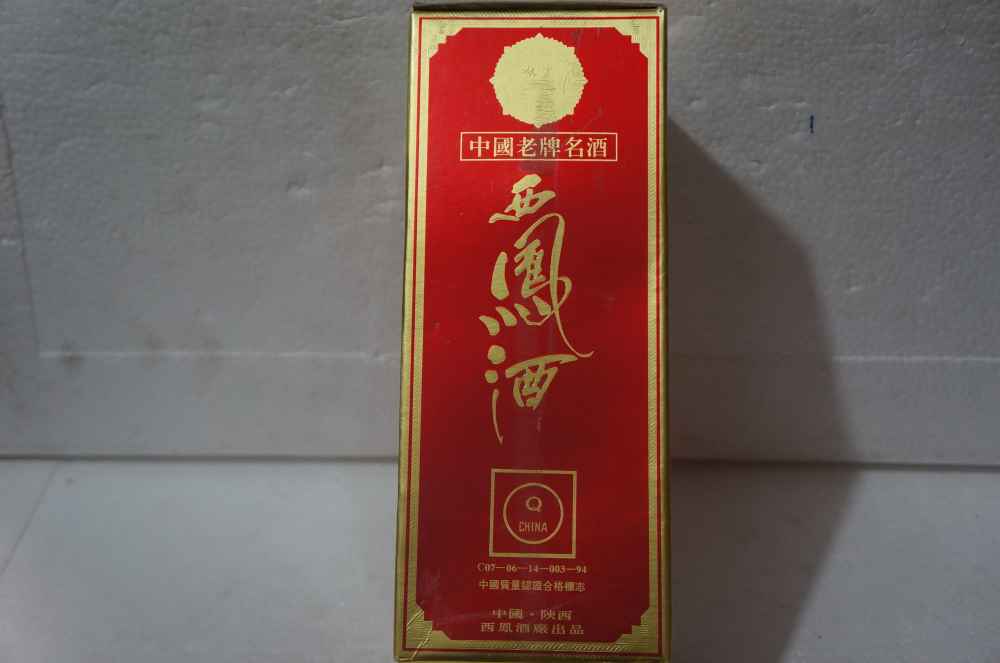 中國老牌名酒
西鳳酒
Q
CHINA
C07—06—14—003—94
中國質量認證合格標志
中國·陝西
西鳳酒廠出品